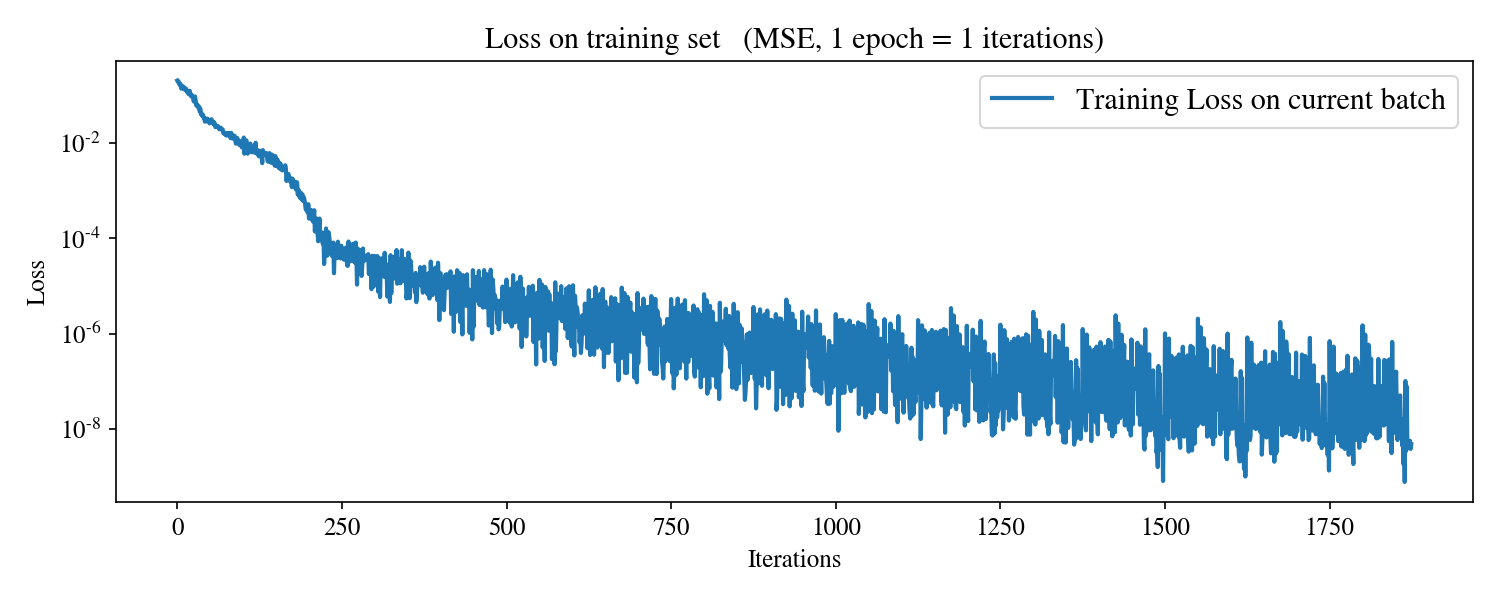 Loss on training set (MSE, 1 epoch = 1 iterations)
Training Loss on current batch
10-2
10-4
10-6
10-8
Loss
0 250 500 750 1000 1250 1500 1750
Iterations